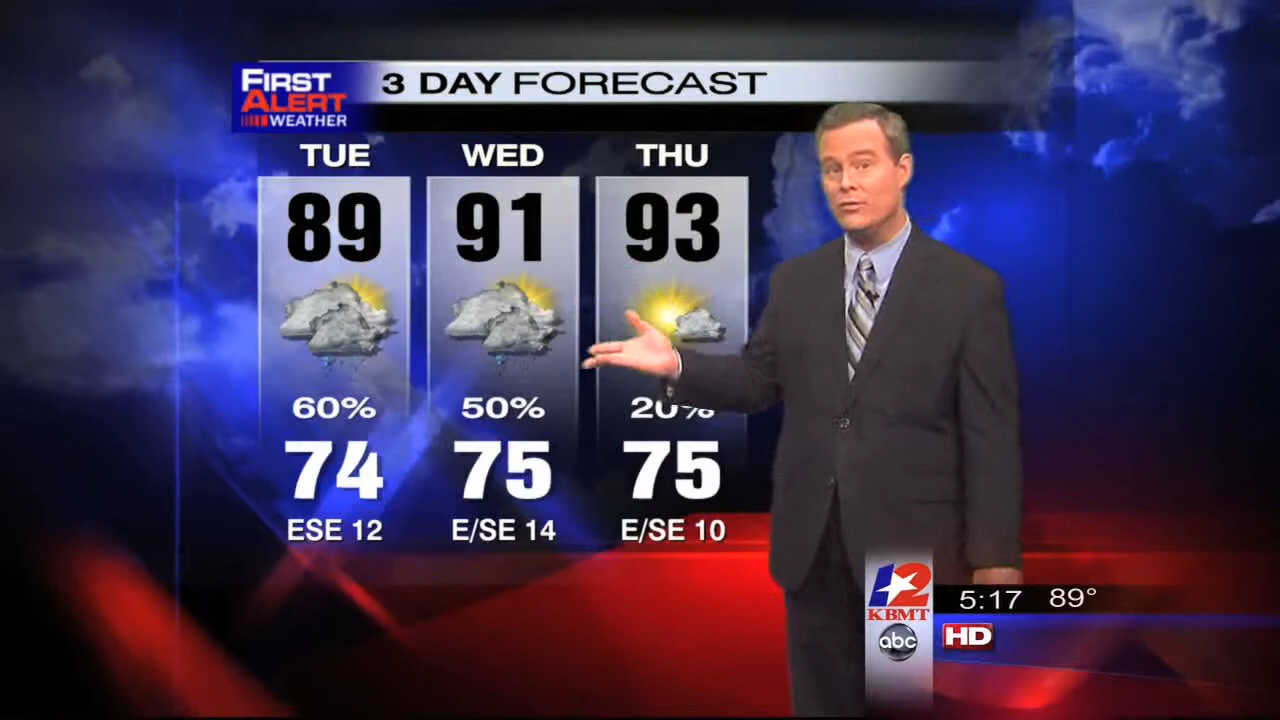 FIRST
ALERT
WEATHER
3 DAY FORECAST
TUE WED THU
89 91 93
60% 50% 20%
74 75 75
ESE 12 E/SE 14 E/SE 10
2
KBMT
abc
5:17 89°
HD